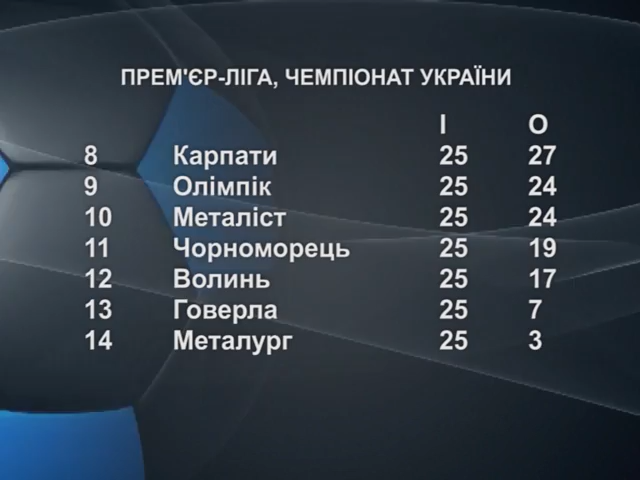 ПРЕМ'ЄР-ЛІГА, ЧЕМПІОНАТ УКРАЇНИ
І О
8 Карпати 25 27
9 Олімпік 25 24
10 Металіст 25 24
11 Чорноморець 25 19
12 Волинь 25 17
13 Говерла 25 7
14 Металург 25 3